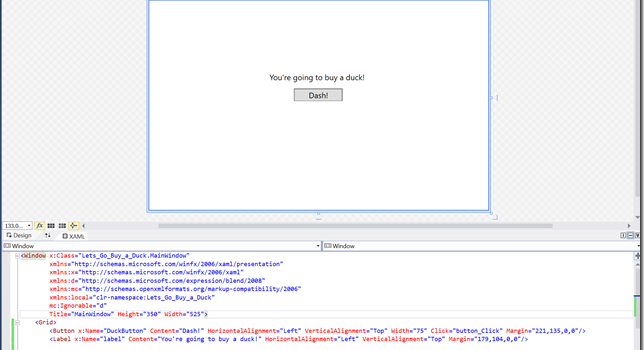 You're going to buy a duck!
Dash!
133.0...
fx
Design
XAML
Window
Window
<Window x:Class="Lets_Go_Buy_a_Duck.MainWindow"
xmlns="http://schemas.microsoft.com/winfx/2006/xaml/presentation"
xmlns:x="http://schemas.microsoft.com/winfx/2006/xaml"
xmlns:d="http://schemas.microsoft.com/expression/blend/2008"
xmlns:mc="http://schemas.openxmlformats.org/markup-compatibility/2006"
xmlns:local="clr-namespace:Lets_Go_Buy_a_Duck"
mc:Ignorable="d"
Title="MainWindow" Height="350" Width="525">
<Grid>
<Button x:Name="DuckButton" Content="Dash!" HorizontalAlignment="Left" VerticalAlignment="Top" Width="75" Click="button_Click" Margin="221,135,0,0"/>
<Label x:Name="label" Content="You're going to buy a duck!" HorizontalAlignment="Left" VerticalAlignment="Top" Margin="179,104,0,0"/>